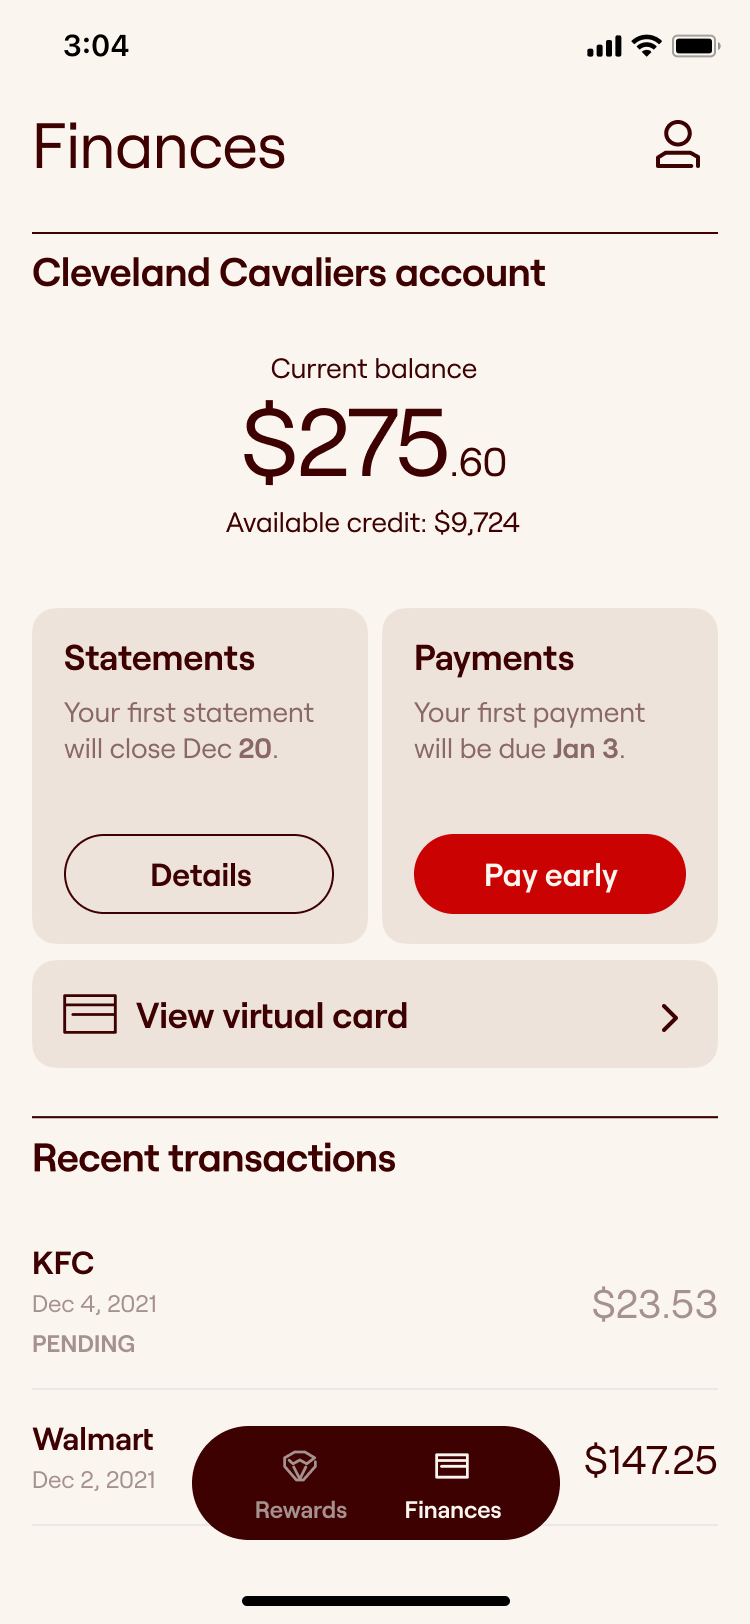 3:04
Finances
Cleveland Cavaliers account
Current balance
$275.60
Available credit: $9,724
Statements
Your first statement
will close Dec 20.
Details
Payments
Your first payment
will be due Jan 3.
Pay early
View virtual card
Recent transactions
KFC
Dec 4, 2021
PENDING
$23.53
Walmart
Dec 2, 2021
$147.25
Rewards
Finances